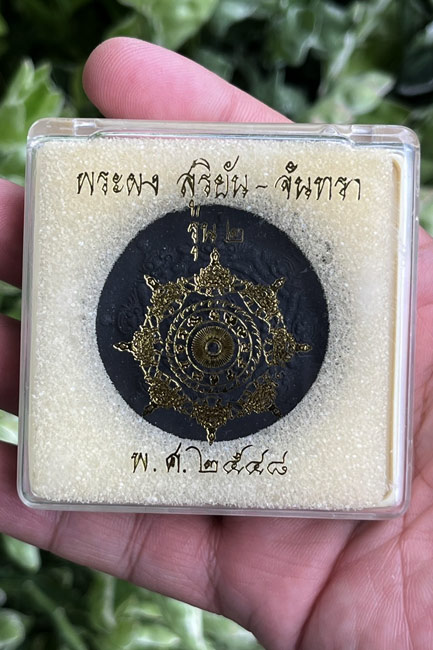 พระผง สุริยัน - จันทรา
รุ่น ๒
พ.ศ. ๒๕๔๘